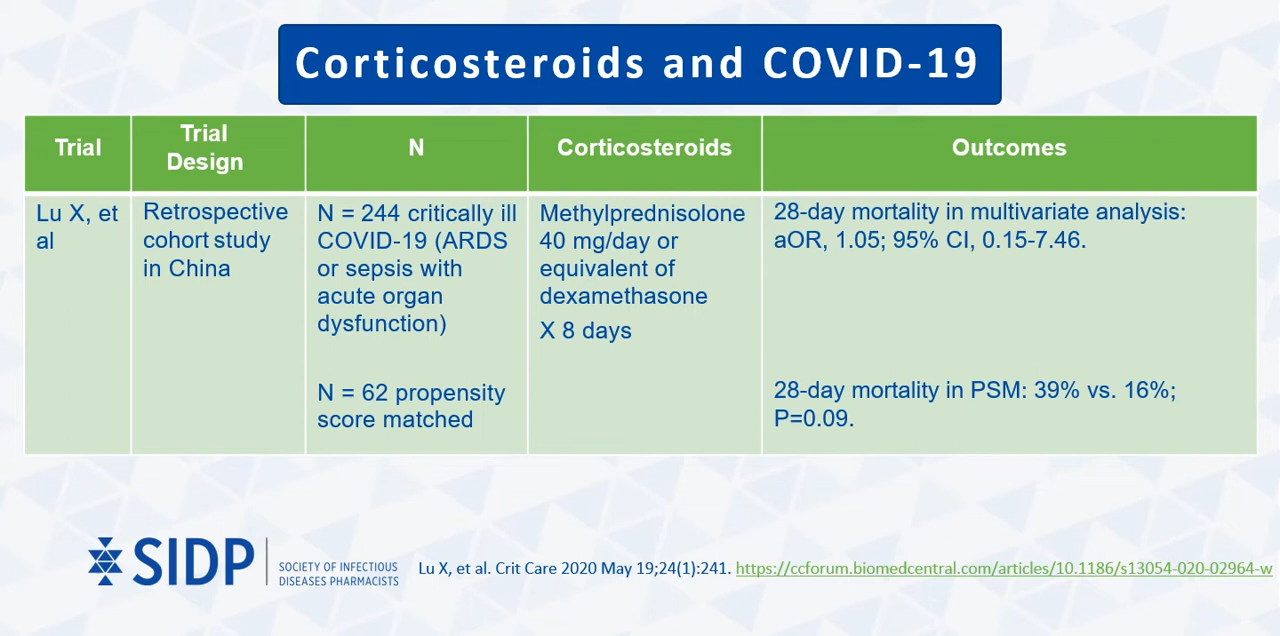 Corticosteroids and COVID-19
Trial
Trial
Design
N
Corticosteroids
Outcomes
Lu X, et
al
Retrospective
cohort study
in China
N = 244 critically ill
COVID-19 (ARDS
or sepsis with
acute organ
dysfunction)
N = 62 propensity
score matched
Methylprednisolone
40 mg/day or
equivalent of
dexamethasone
X 8 days
28-day mortality in multivariate analysis:
aOR, 1.05; 95% CI, 0.15-7.46.
28-day mortality in PSM: 39% vs. 16%;
P=0.09.
SIDP
SOCIETY OF INFECTIOUS
DISEASES PHARMACISTS
Lu X, et al. Crit Care 2020 May 19;24(1):241. https://ccforum.biomedcentral.com/articles/10.1186/s13054-020-02964-w